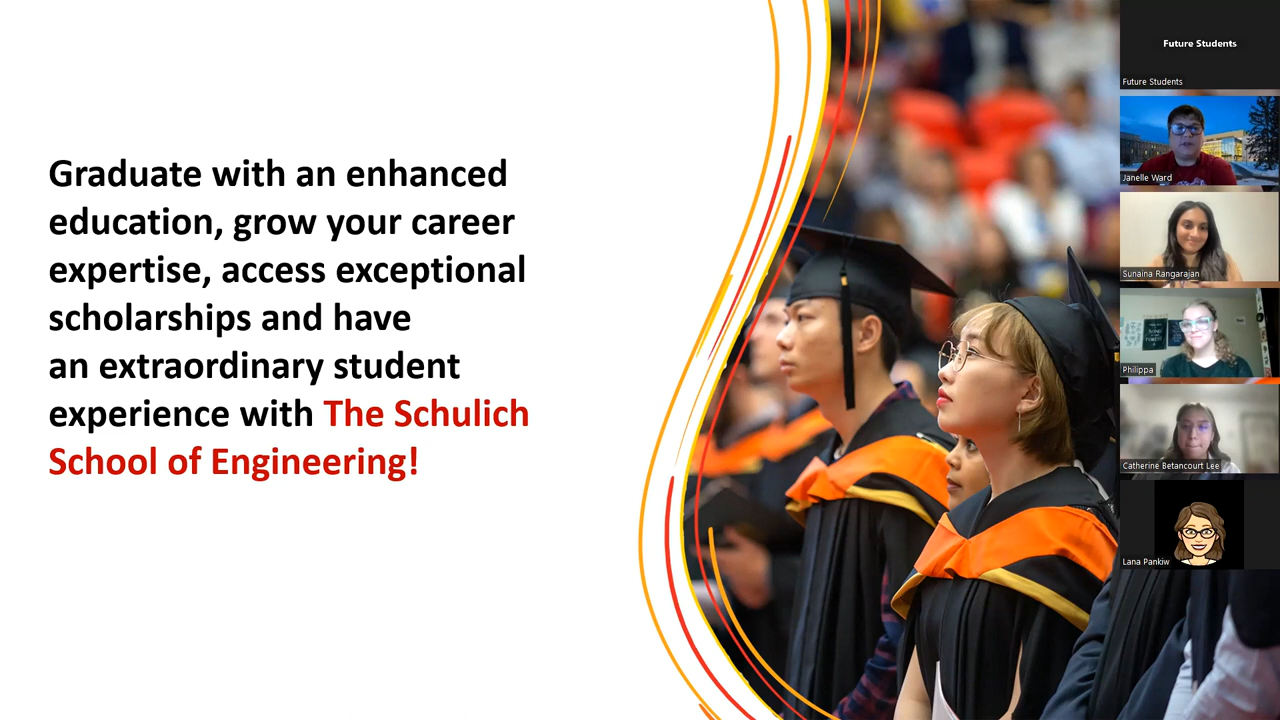 Graduate with an enhanced
education, grow your career
expertise, access exceptional
scholarships and have
an extraordinary student
experience with The Schulich
School of Engineering!
Future Students
Future Students
Janelle Ward
Sunaina Rangarajan
Philippa
Catherine Betancourt Lee
Lana Pankiw